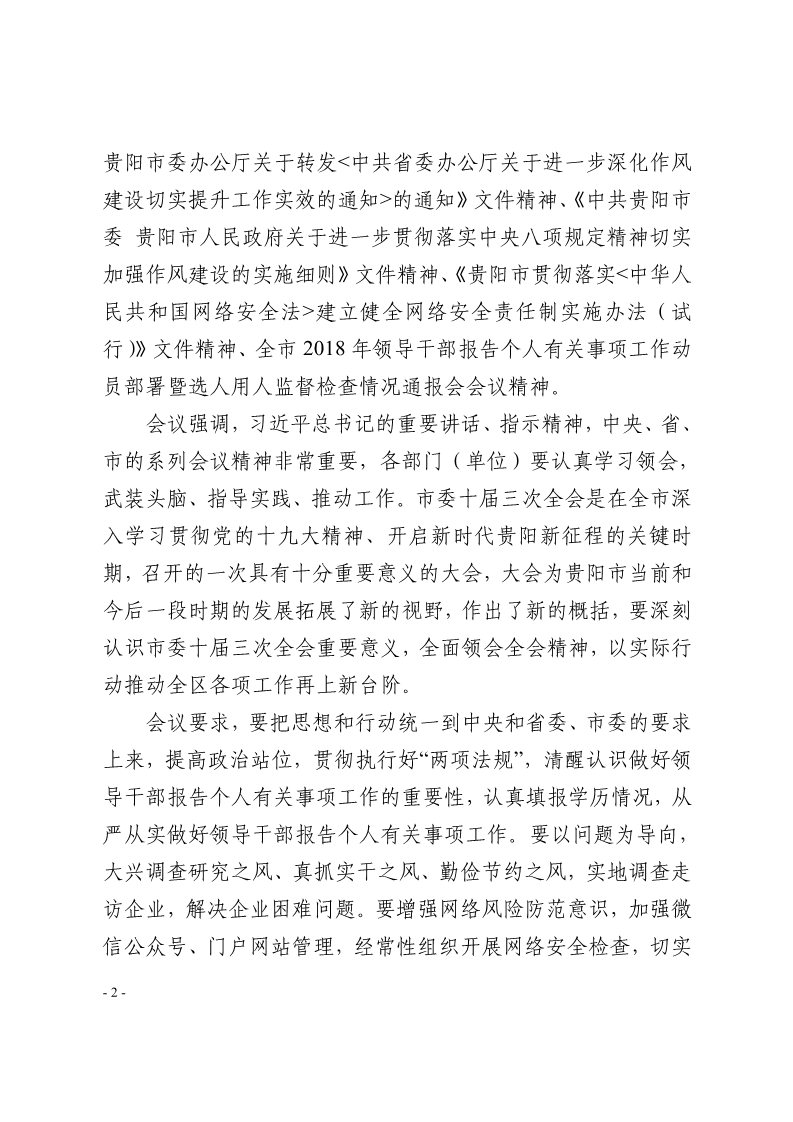 贵阳市委办公厅关于转发<中共省委办公厅关于进一步深化作风
建设切实提升工作实效的通知>的通知》文件精神、《中共贵阳市
委 贵阳市人民政府关于进一步贯彻落实中央八项规定精神切实
加强作风建设的实施细则》文件精神、《贵阳市贯彻落实<中华人
民共和国网络安全法>建立健全网络安全责任制实施办法（试
行)》文件精神、全市 2018 年领导干部报告个人有关事项工作动
员部署暨选人用人监督检查情况通报会会议精神。
会议强调，习近平总书记的重要讲话、指示精神，中央、省、
市的系列会议精神非常重要，各部门（单位）要认真学习领会，
武装头脑、指导实践、推动工作。市委十届三次全会是在全市深
入学习贯彻党的十九大精神、开启新时代贵阳新征程的关键时
期，召开的一次具有十分重要意义的大会，大会为贵阳市当前和
今后一段时期的发展拓展了新的视野，作出了新的概括，要深刻
认识市委十届三次全会重要意义，全面领会全会精神，以实际行
动推动全区各项工作再上新台阶。
会议要求，要把思想和行动统一到中央和省委、市委的要求
上来，提高政治站位，贯彻执行好“两项法规”，清醒认识做好领
导干部报告个人有关事项工作的重要性，认真填报学历情况，从
严从实做好领导干部报告个人有关事项工作。要以问题为导向，
大兴调查研究之风、真抓实干之风、勤俭节约之风，实地调查走
访企业，解决企业困难问题。要增强网络风险防范意识，加强微
信公众号、门户网站管理，经常性组织开展网络安全检查，切实
- 2 -